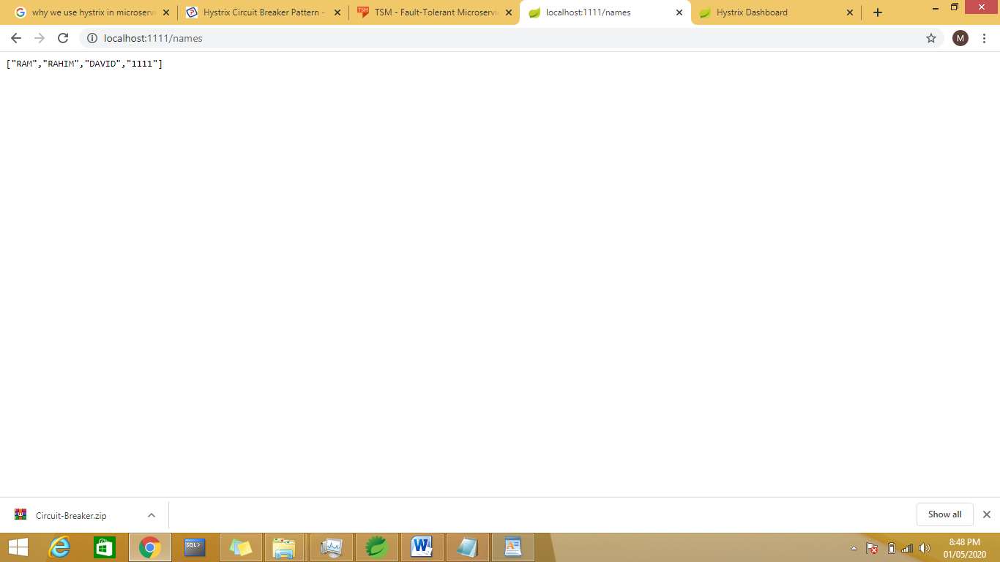 why we use hystrix in microservi
Hystrix Circuit Breaker Pattern -
TSM
TSM - Fault-Tolerant Microservic
localhost:1111/names
Hystrix Dashboard
localhost:1111/names
M
["RAM","RAHIM","DAVID","1111"]
Circuit-Breaker.zip
Show all
SQL>
8:48 PM
01/05/2020